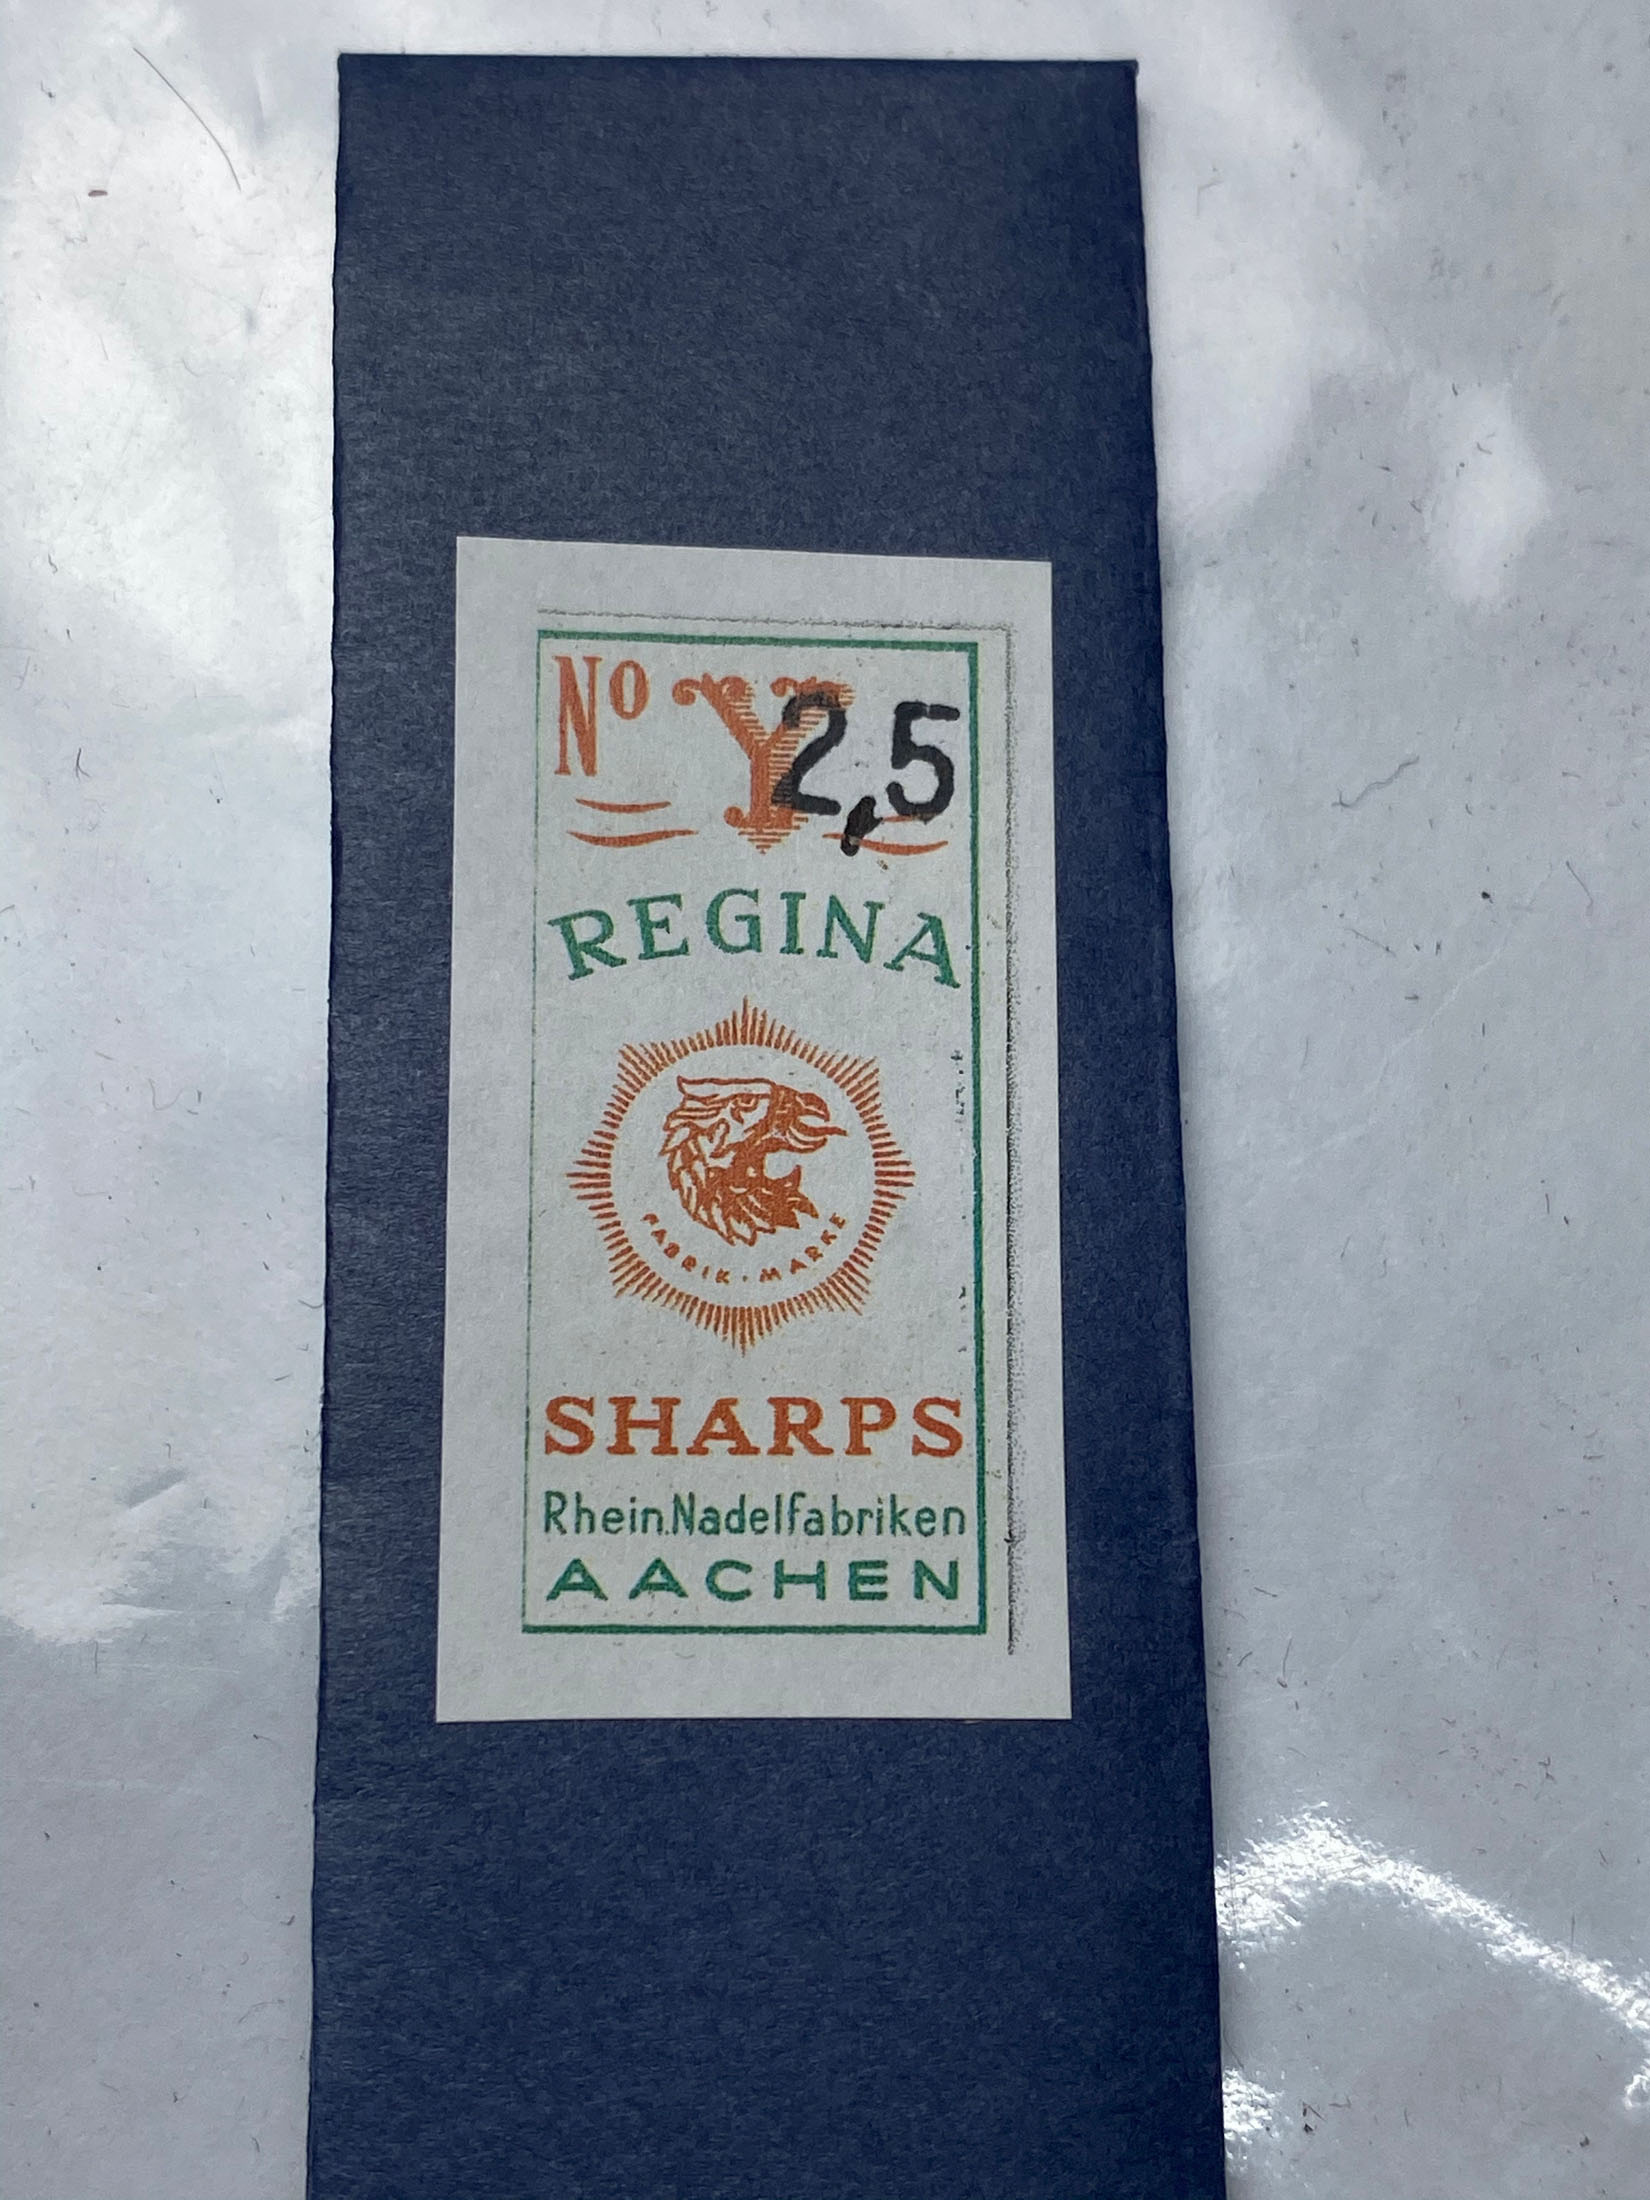 No Y 2,5
REGINA
FABRIK · MARKE
SHARPS
Rhein.Nadelfabriken
AACHEN